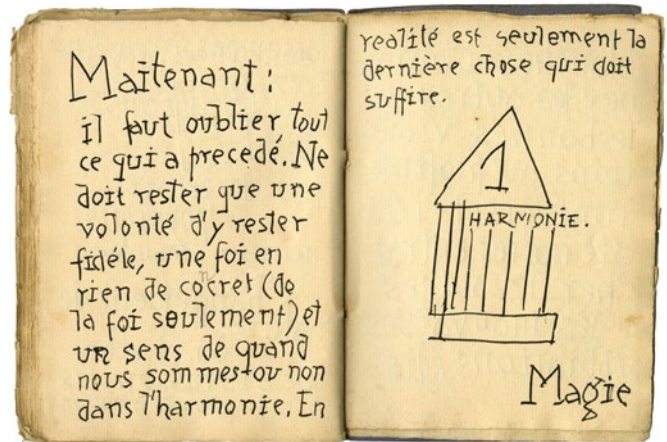 Maitenant:
il faut oublier, tout
ce qui a precedé. Ne
doit rester que une
volonté d'y rester
fidéle, une foi en
rien de cocret (de
la foi seulement) et
un sens de quand
nous sommes ou non
dans l'harmonie. En
realité est seulement la
dernière chose qui doit
suffire.
1
HARMONIE.
Magie